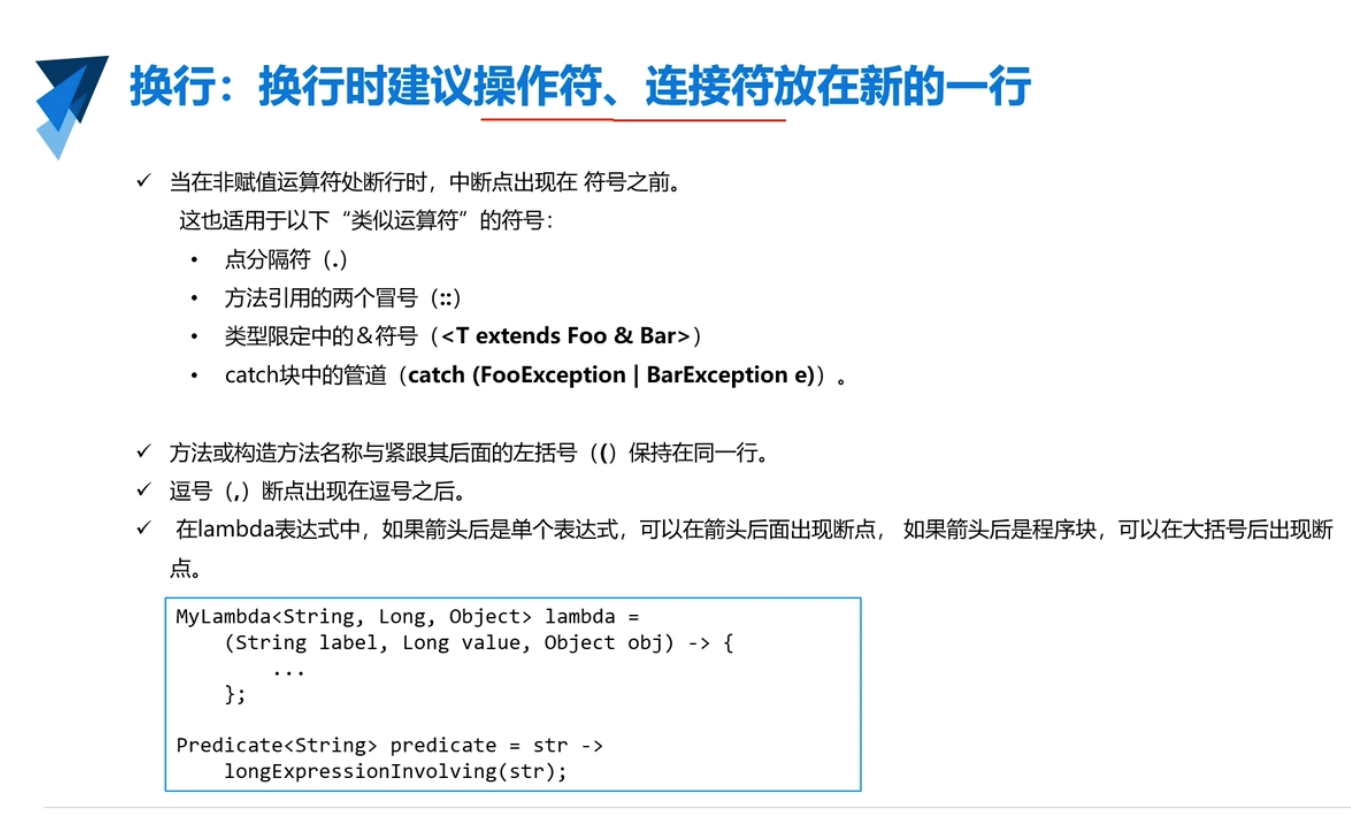 换行：换行时建议操作符、连接符放在新的一行
✓ 当在非赋值运算符处断行时，中断点出现在 符号之前。
这也适用于以下“类似运算符”的符号：
• 点分隔符（.）
• 方法引用的两个冒号（::）
• 类型限定中的＆符号（<T extends Foo & Bar>）
• catch块中的管道（catch (FooException | BarException e)）。
✓ 方法或构造方法名称与紧跟其后面的左括号（(）保持在同一行。
✓ 逗号（,）断点出现在逗号之后。
✓ 在lambda表达式中，如果箭头后是单个表达式，可以在箭头后面出现断点， 如果箭头后是程序块，可以在大括号后出现断
点。
MyLambda<String, Long, Object> lambda =
    (String label, Long value, Object obj) -> {
        ...
    };
Predicate<String> predicate = str ->
    longExpressionInvolving(str);